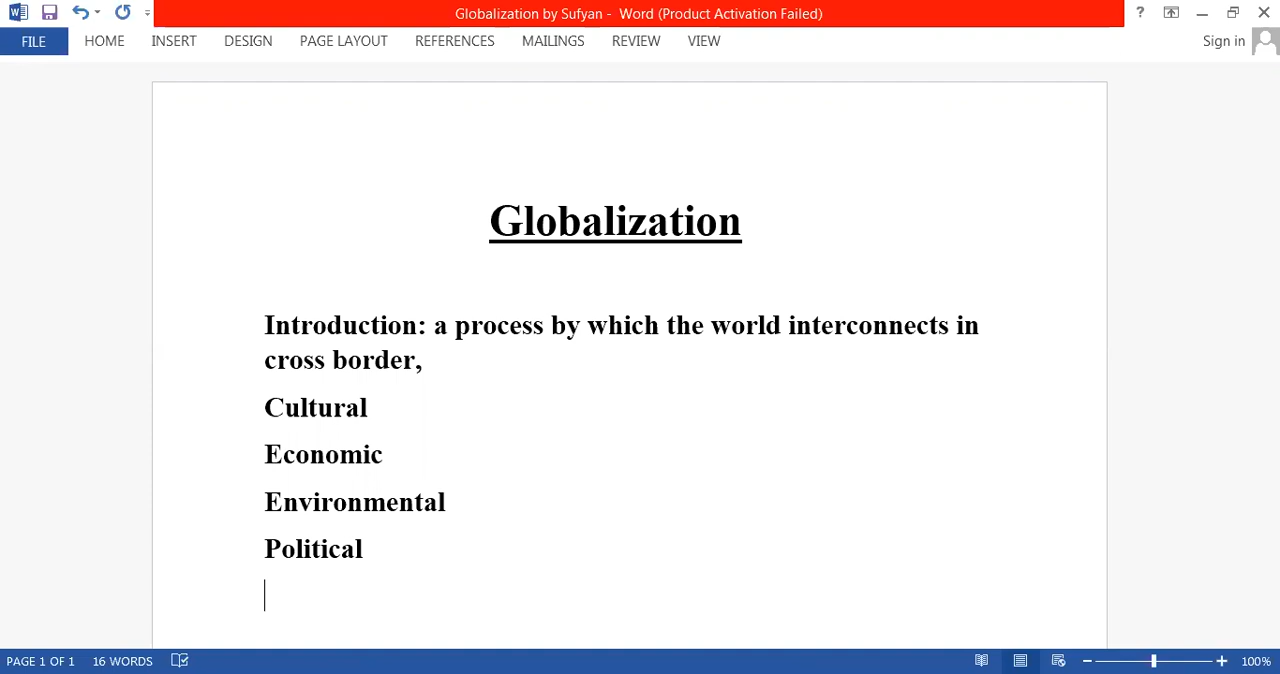 Globalization by Sufyan - Word (Product Activation Failed)
?
FILE HOME INSERT DESIGN PAGE LAYOUT REFERENCES MAILINGS REVIEW VIEW Sign in
Globalization
Introduction: a process by which the world interconnects in
cross border,
Cultural
Economic
Environmental
Political
PAGE 1 OF 1 16 WORDS 100%